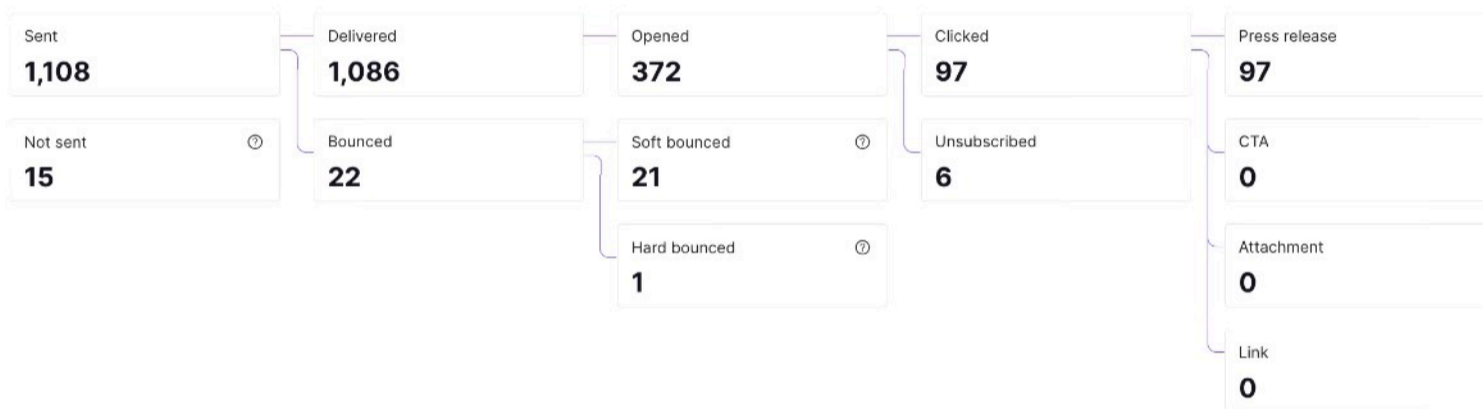 Sent
1,108
Delivered
1,086
Opened
372
Clicked
97
Press release
97
Not sent
15
Bounced
22
Soft bounced
21
Unsubscribed
6
CTA
0
Hard bounced
1
Attachment
0
Link
0